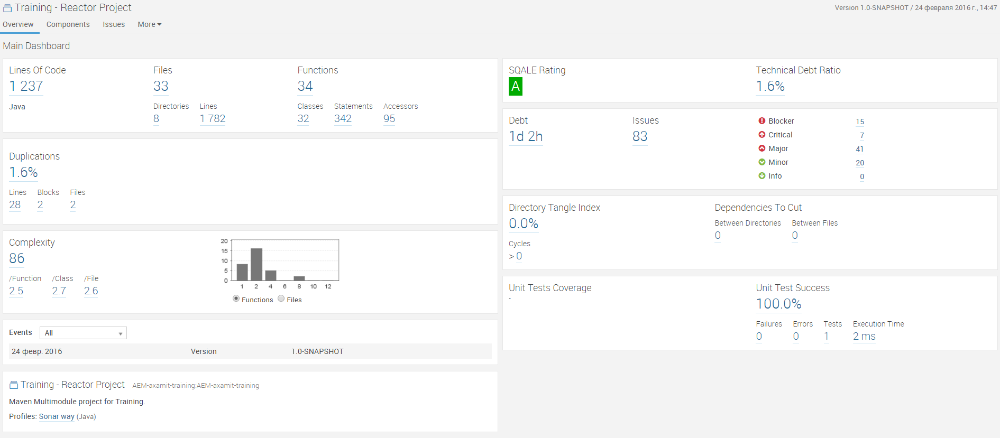 Training - Reactor Project
Version 1.0-SNAPSHOT / 24 февраля 2016 г., 14:47
Overview Components Issues More
Main Dashboard
Lines Of Code Files Functions
1 237 33 34
Java
Directories Lines Classes Statements Accessors
8 1 782 32 342 95
Duplications
1.6%
Lines Blocks Files
28 2 2
Complexity
86
/Function /Class /File
2.5 2.7 2.6
20
15
10
5
0
1 2 4 6 8 10 12
Functions Files
Events All
24 февр. 2016 Version 1.0-SNAPSHOT
Training - Reactor Project AEM-axamit-training:AEM-axamit-training
Maven Multimodule project for Training.
Profiles: Sonar way (Java)
SQALE Rating Technical Debt Ratio
A 1.6%
Debt Issues
1d 2h 83
Blocker 15
Critical 7
Major 41
Minor 20
Info 0
Directory Tangle Index Dependencies To Cut
0.0%
Between Directories Between Files
0 0
Cycles
> 0
Unit Tests Coverage Unit Test Success
- 100.0%
Failures Errors Tests Execution Time
0 0 1 2 ms